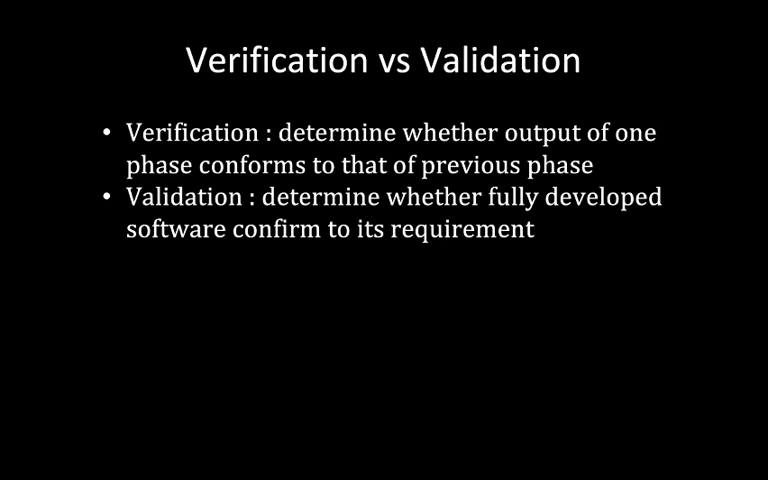 Verification vs Validation
• Verification : determine whether output of one
phase conforms to that of previous phase
• Validation : determine whether fully developed
software confirm to its requirement